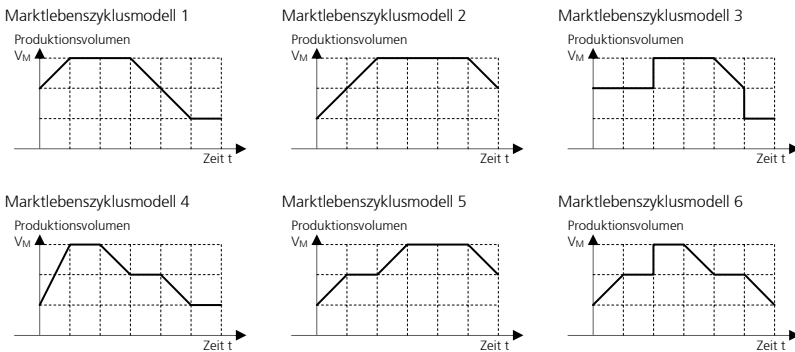 Marktlebenszyklusmodell 1
Produktionsvolumen
VM
Zeit t
Marktlebenszyklusmodell 2
Produktionsvolumen
VM
Zeit t
Marktlebenszyklusmodell 3
Produktionsvolumen
VM
Zeit t
Marktlebenszyklusmodell 4
Produktionsvolumen
VM
Zeit t
Marktlebenszyklusmodell 5
Produktionsvolumen
VM
Zeit t
Marktlebenszyklusmodell 6
Produktionsvolumen
VM
Zeit t